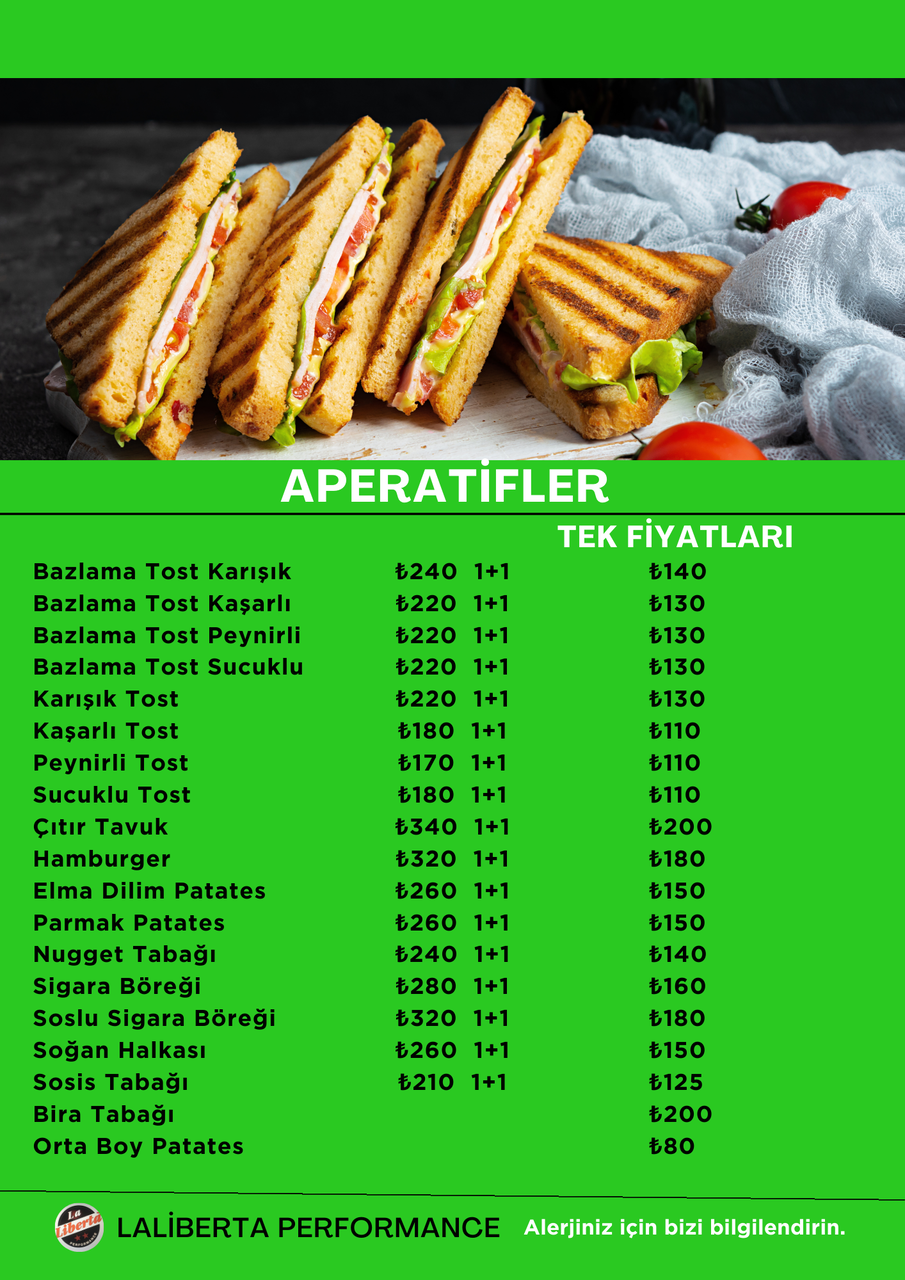 APERATİFLER
TEK FİYATLARI
Bazlama Tost Karışık ₺240 1+1 ₺140
Bazlama Tost Kaşarlı ₺220 1+1 ₺130
Bazlama Tost Peynirli ₺220 1+1 ₺130
Bazlama Tost Sucuklu ₺220 1+1 ₺130
Karışık Tost ₺220 1+1 ₺130
Kaşarlı Tost ₺180 1+1 ₺110
Peynirli Tost ₺170 1+1 ₺110
Sucuklu Tost ₺180 1+1 ₺110
Çıtır Tavuk ₺340 1+1 ₺200
Hamburger ₺320 1+1 ₺180
Elma Dilim Patates ₺260 1+1 ₺150
Parmak Patates ₺260 1+1 ₺150
Nugget Tabağı ₺240 1+1 ₺140
Sigara Böreği ₺280 1+1 ₺160
Soslu Sigara Böreği ₺320 1+1 ₺180
Soğan Halkası ₺260 1+1 ₺150
Sosis Tabağı ₺210 1+1 ₺125
Bira Tabağı ₺200
Orta Boy Patates ₺80
La
Liberta
PERFORMANCE
LALİBERTA PERFORMANCE Alerjiniz için bizi bilgilendirin.